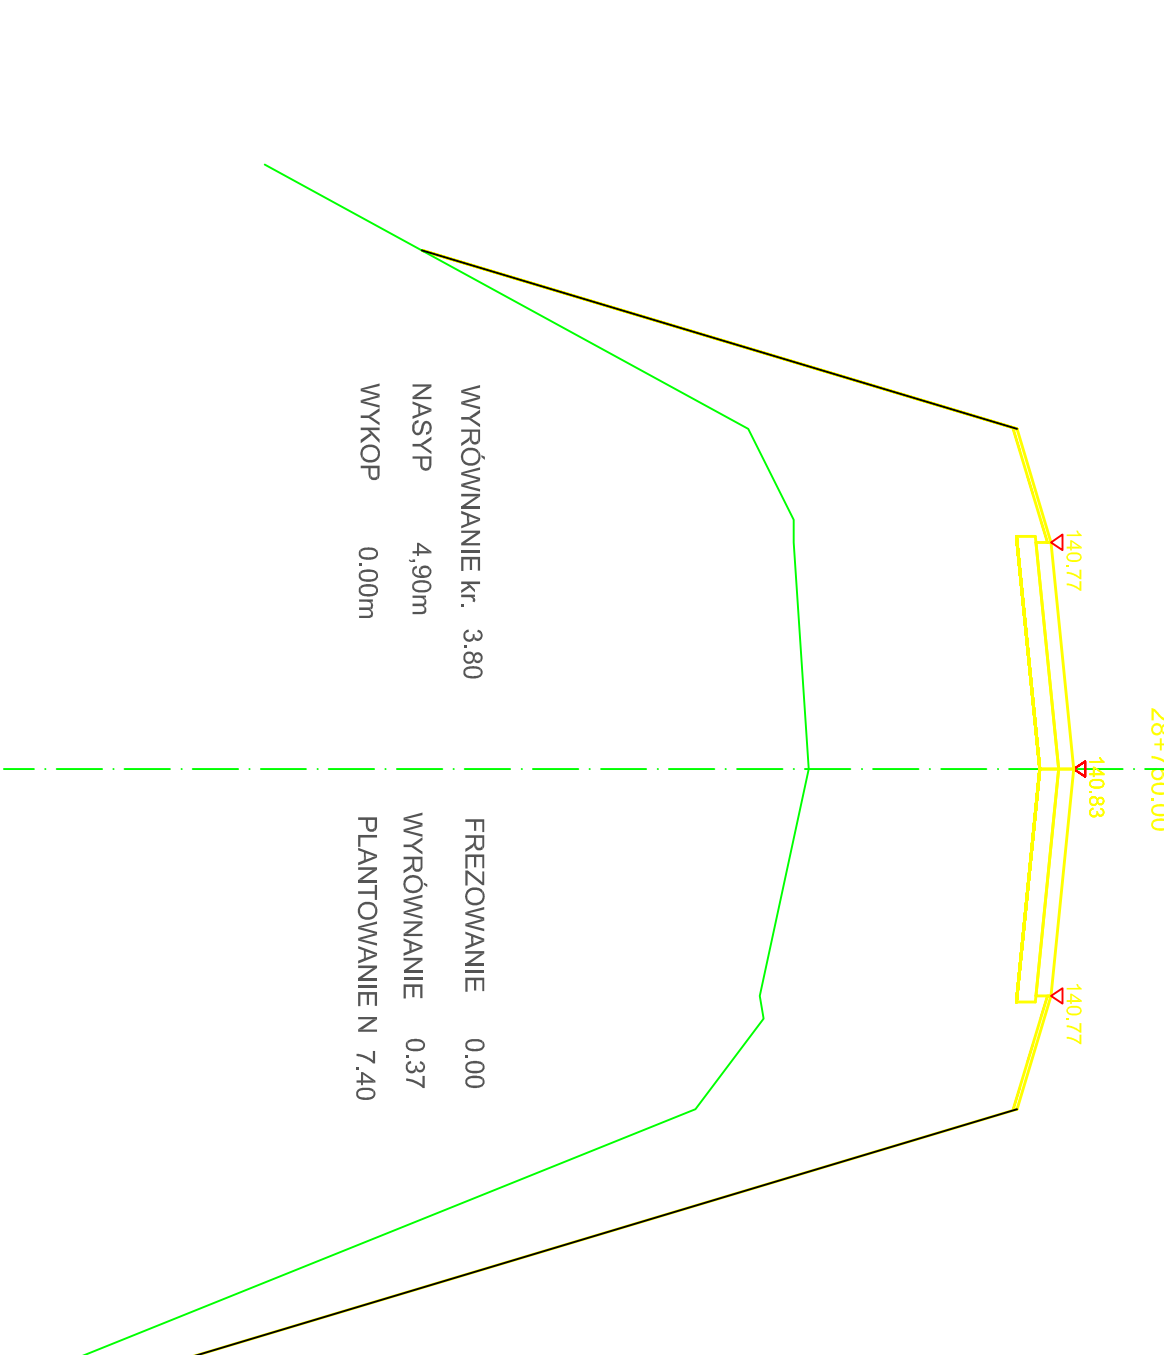 140.83
140.77
140.77
WYRÓWNANIE kr. 3.80
NASYP 4,90m
WYKOP 0.00m
FREZOWANIE 0.00
WYRÓWNANIE 0.37
PLANTOWANIE N 7.40